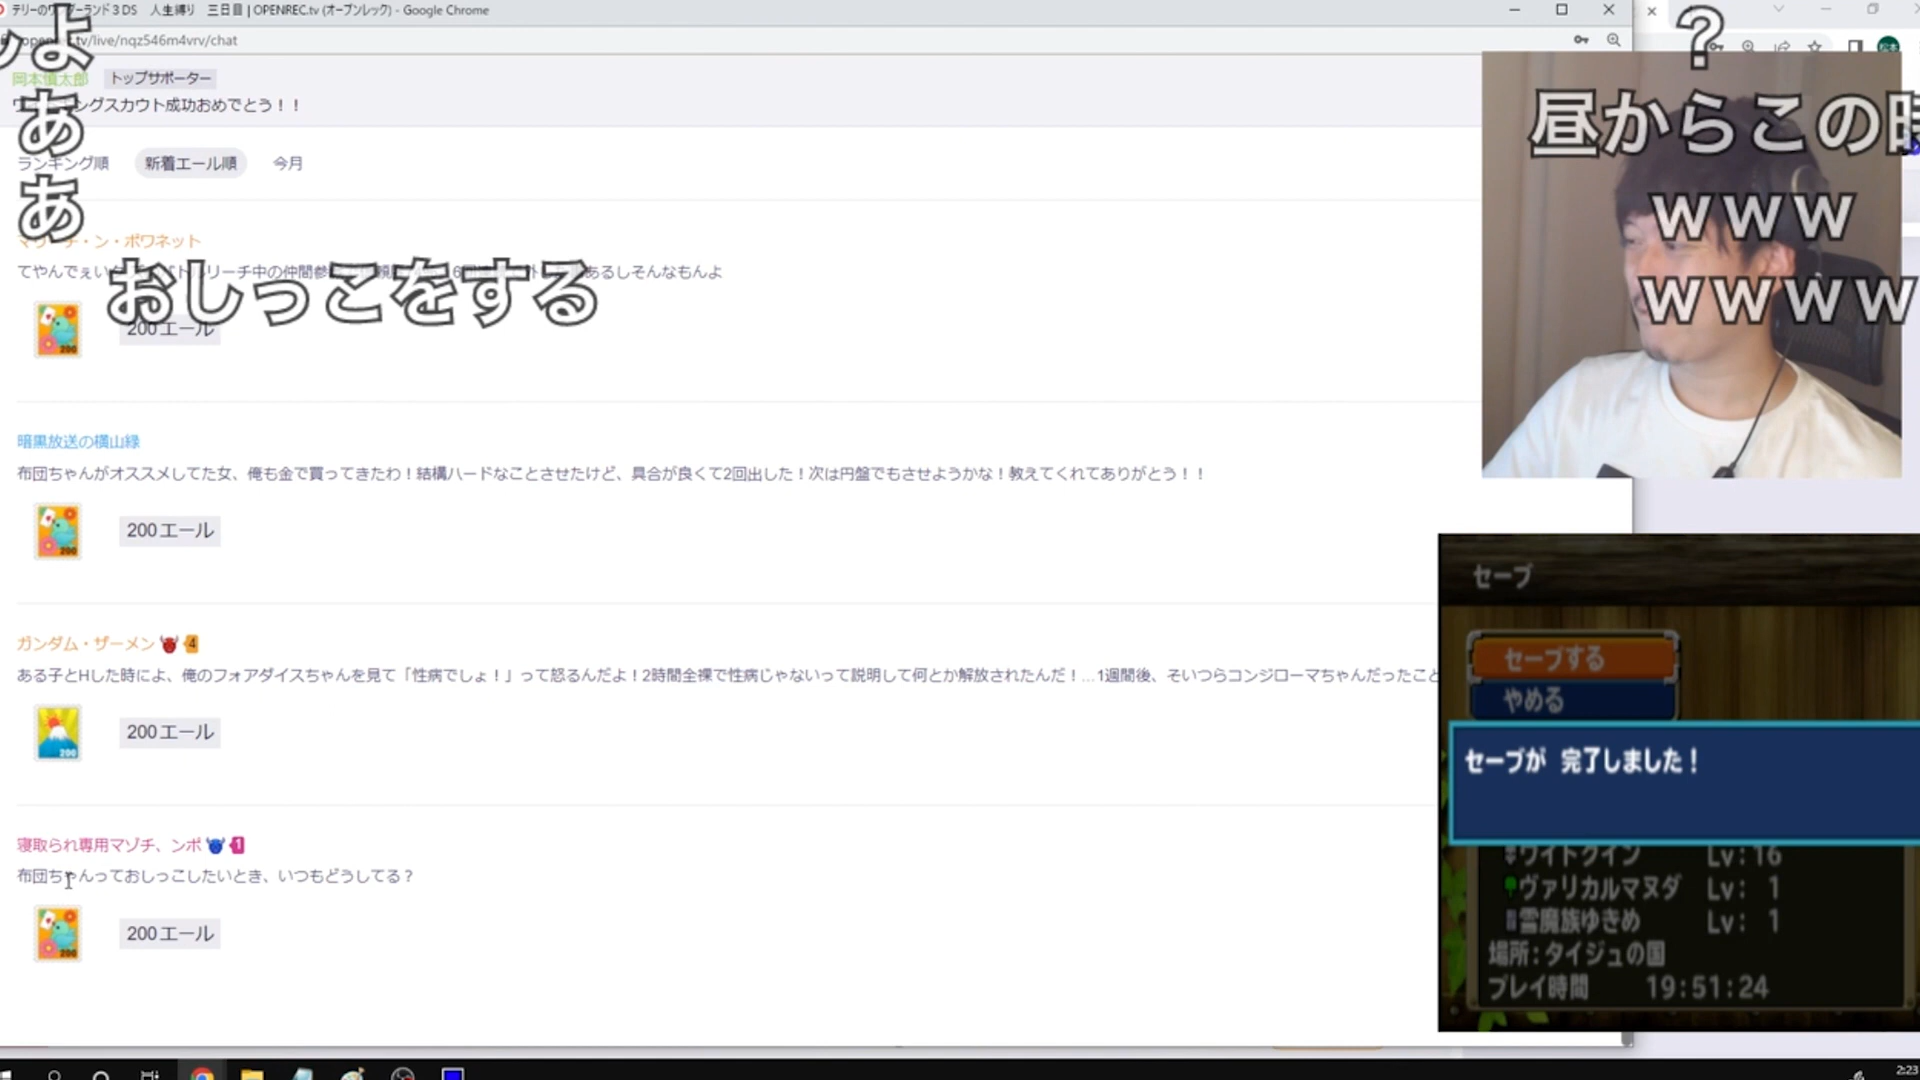 テリーのワンダーランド3DS 人生縛り 三日目 | OPENREC.tv (オープンレック) - Google Chrome
tv/live/nqz546m4vrv/chat
岡本慎太郎 トップサポーター
ングスカウト成功おめでとう！！
ランキング順 新着エール順 今月
よ
ああ
？
昼からこの時
ｗｗｗ
ｗｗｗｗ
チ・ン・ポワネット
てやんでぇい リーチ中の仲間参 あるしそんなもんよ
おしっこをする
200エール
暗黒放送の横山緑
布団ちゃんがオススメしてた女、俺も金で買ってきたわ！結構ハードなことさせたけど、具合が良くて2回出した！次は円盤でもさせようかな！教えてくれてありがとう！！
200エール
ガンダム・ザーメン 4
ある子とHした時によ、俺のフォアダイスちゃんを見て「性病でしょ！」って怒るんだよ！2時間全裸で性病じゃないって説明して何とか解放されたんだ！…1週間後、そいつらコンジローマちゃんだったこと
200エール
寝取られ専用マゾチ、ンポ 1
布団ちゃんっておしっこしたいとき、いつもどうしてる？
200エール
セーブ
セーブする
やめる
セーブが 完了しました！
ワイトクイン Lv:16
ヴァリカルマヌダ Lv: 1
雪魔族ゆきめ Lv: 1
場所:タイジュの国
プレイ時間 19:51:24
2:23